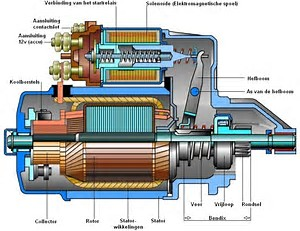 Verbinding van het startrelais
Solenoide (Elektromagnetische spoel)
Aansluiting
contactslot
Aansluiting
12v (accu)
Koolborstels
Hefboom
As van de hefboom
Collector
Rotor
Stator-
wikkelingen
Stator
Veer
Vrijloop
Rondsel
Bendix